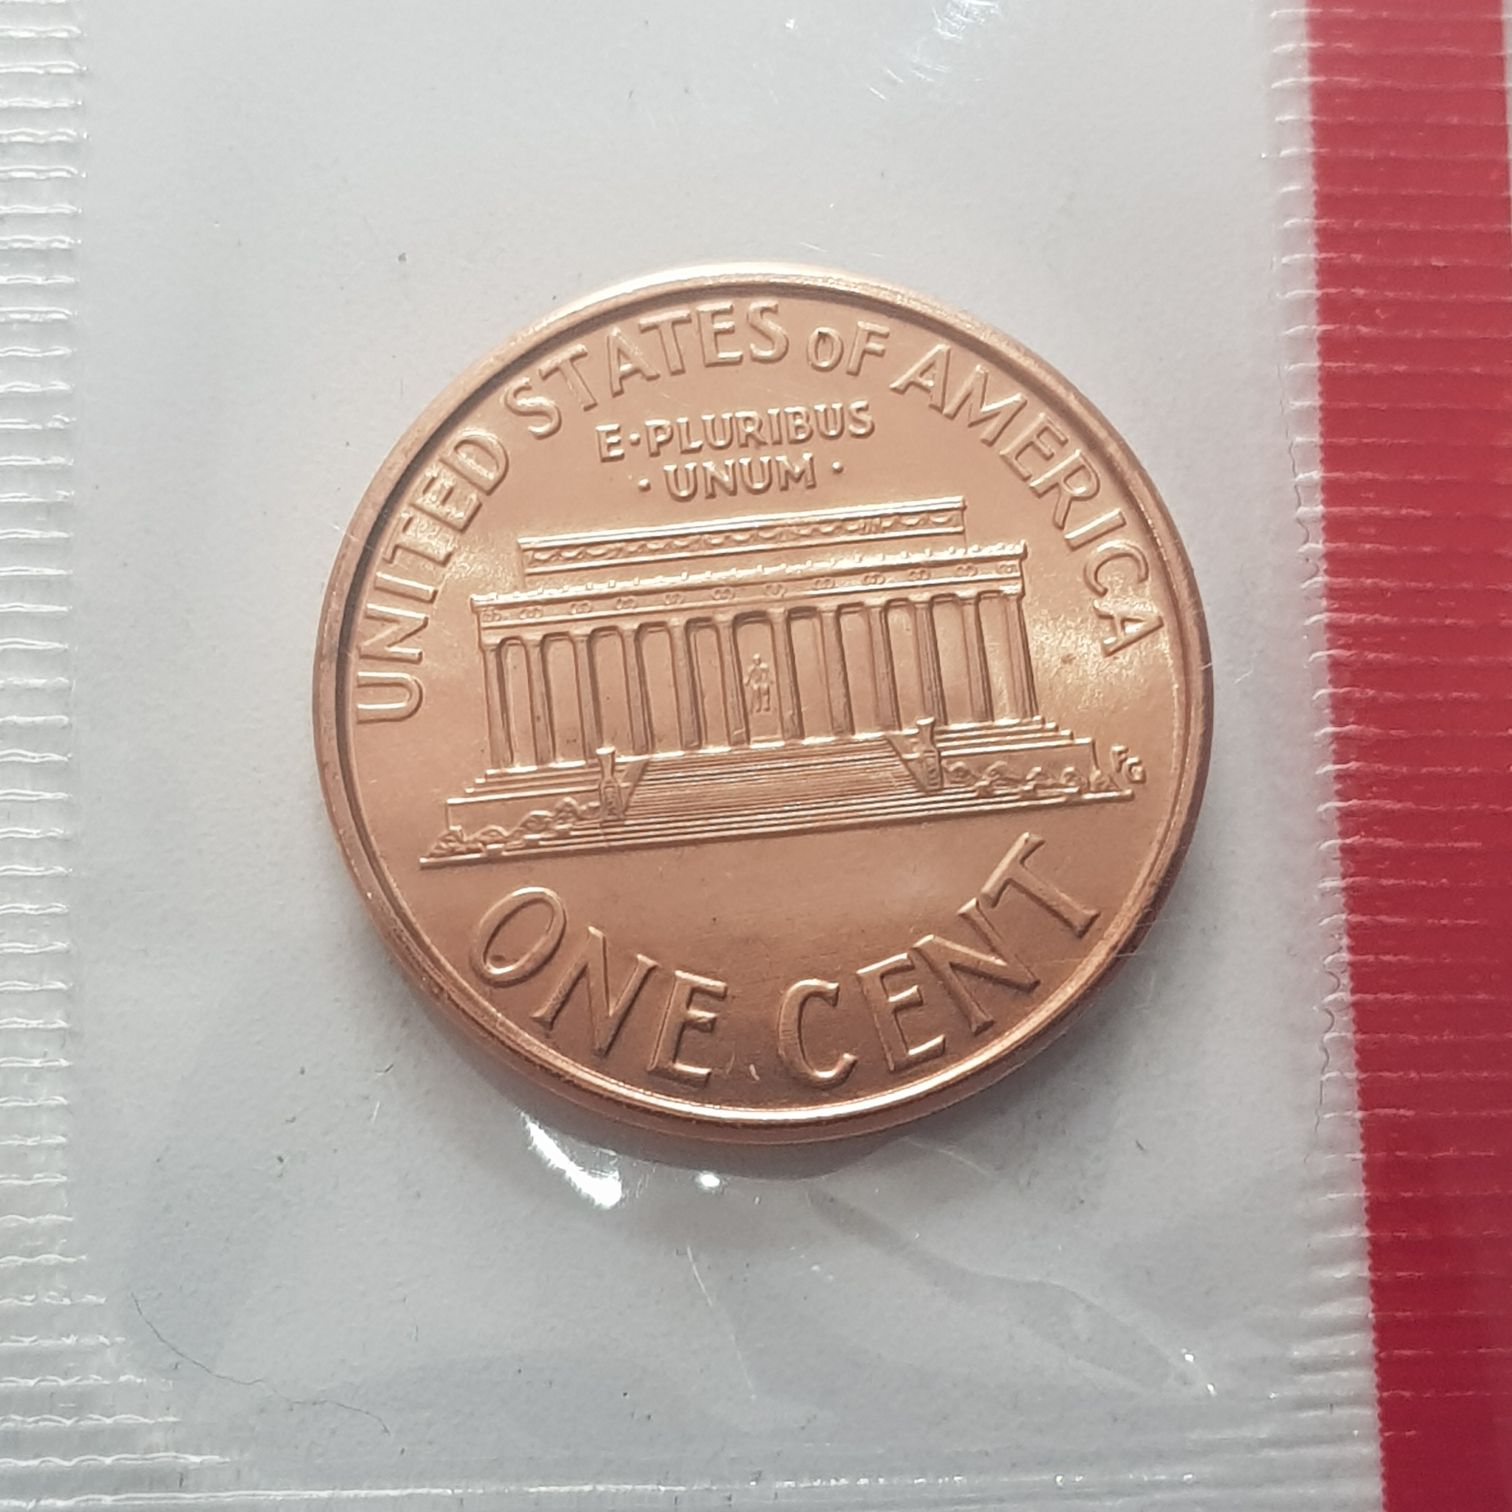 UNITED STATES OF AMERICA
E·PLURIBUS
·UNUM·
FG
ONE CENT